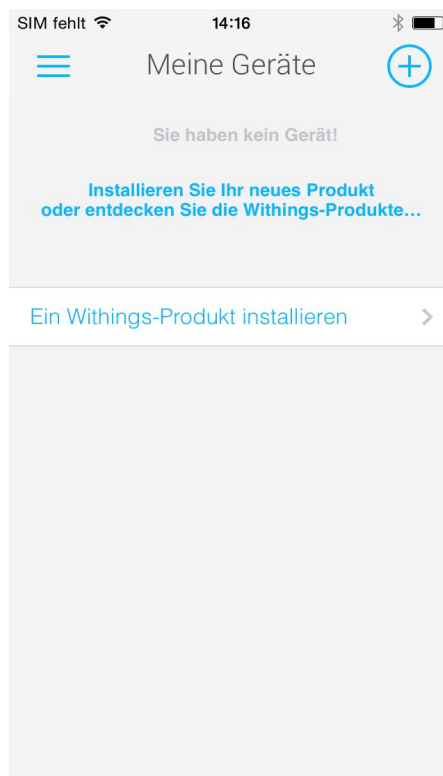 SIM fehlt 14:16
Meine Geräte
Sie haben kein Gerät!
Installieren Sie Ihr neues Produkt
oder entdecken Sie die Withings-Produkte…
Ein Withings-Produkt installieren